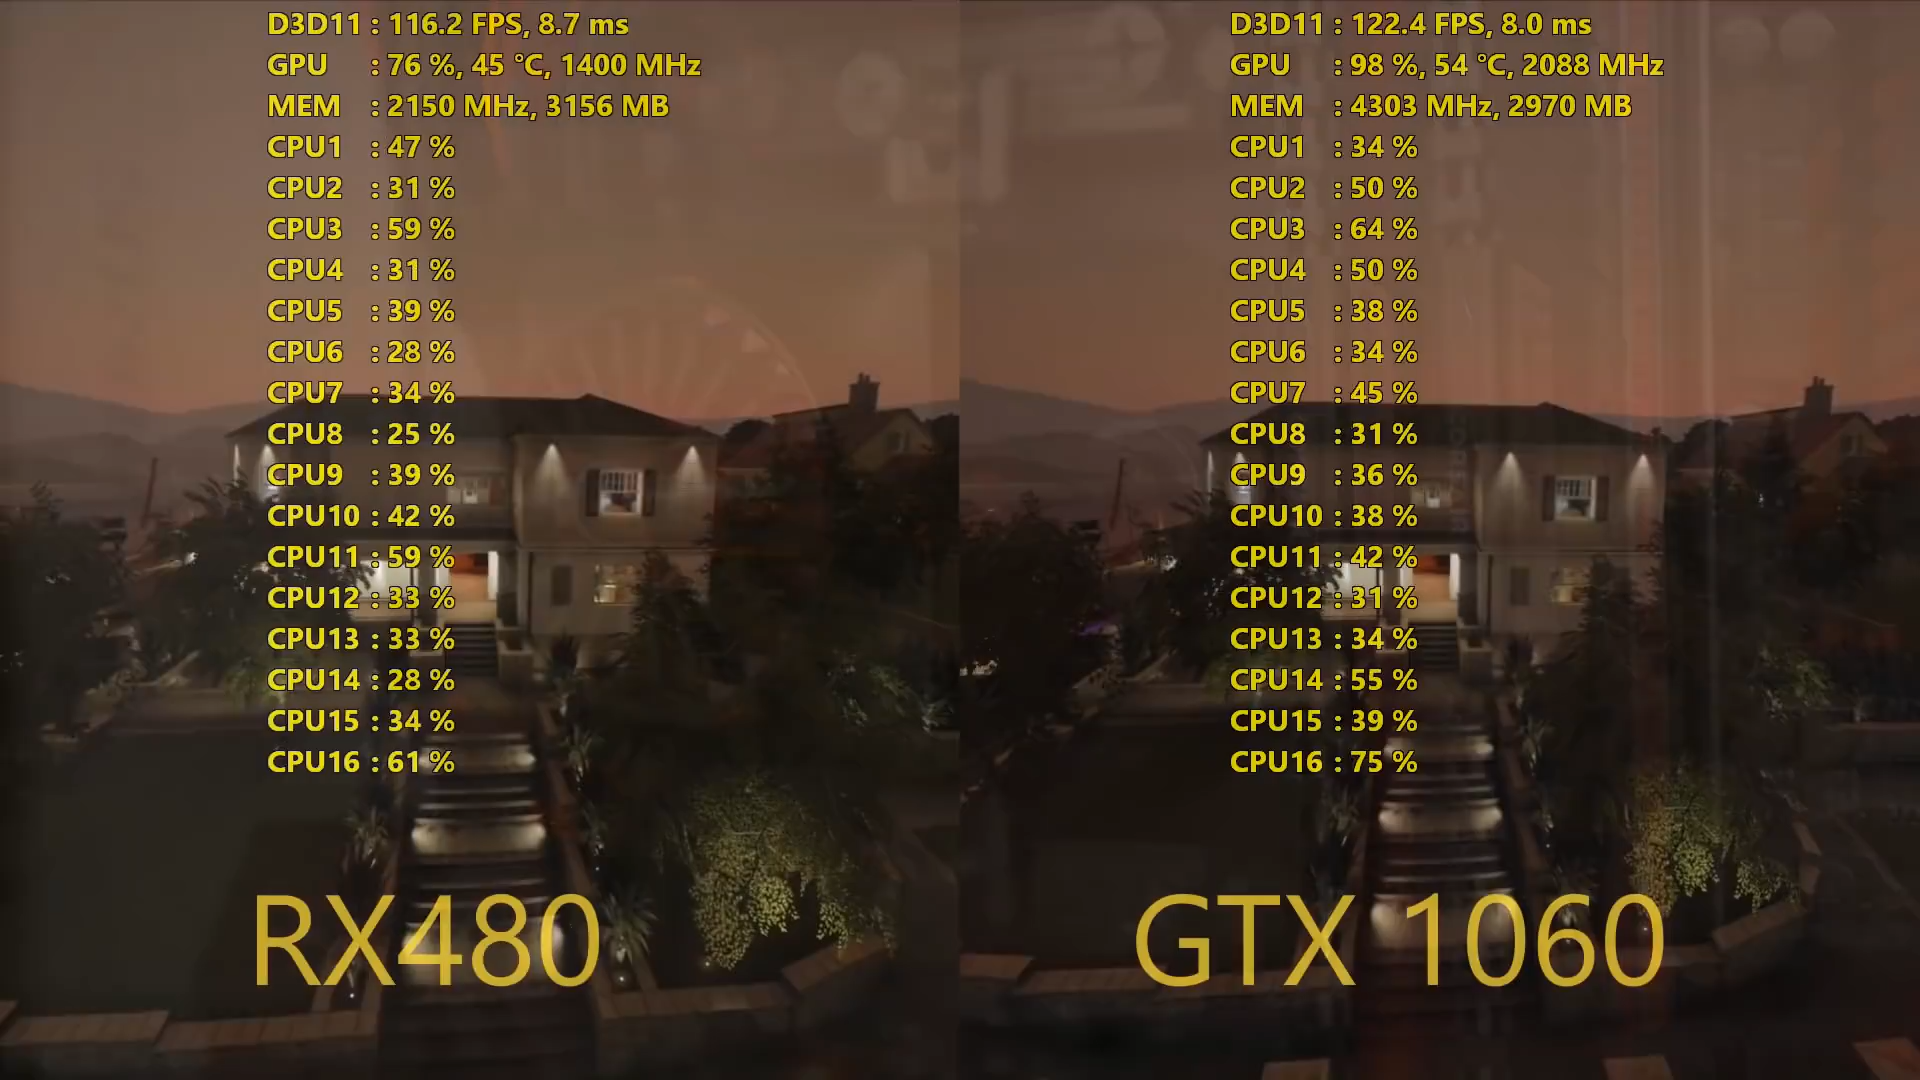 D3D11 : 116.2 FPS, 8.7 ms
GPU : 76 %, 45 °C, 1400 MHz
MEM : 2150 MHz, 3156 MB
CPU1 : 47 %
CPU2 : 31 %
CPU3 : 59 %
CPU4 : 31 %
CPU5 : 39 %
CPU6 : 28 %
CPU7 : 34 %
CPU8 : 25 %
CPU9 : 39 %
CPU10 : 42 %
CPU11 : 59 %
CPU12 : 33 %
CPU13 : 33 %
CPU14 : 28 %
CPU15 : 34 %
CPU16 : 61 %
RX480
D3D11 : 122.4 FPS, 8.0 ms
GPU : 98 %, 54 °C, 2088 MHz
MEM : 4303 MHz, 2970 MB
CPU1 : 34 %
CPU2 : 50 %
CPU3 : 64 %
CPU4 : 50 %
CPU5 : 38 %
CPU6 : 34 %
CPU7 : 45 %
CPU8 : 31 %
CPU9 : 36 %
CPU10 : 38 %
CPU11 : 42 %
CPU12 : 31 %
CPU13 : 34 %
CPU14 : 55 %
CPU15 : 39 %
CPU16 : 75 %
GTX 1060